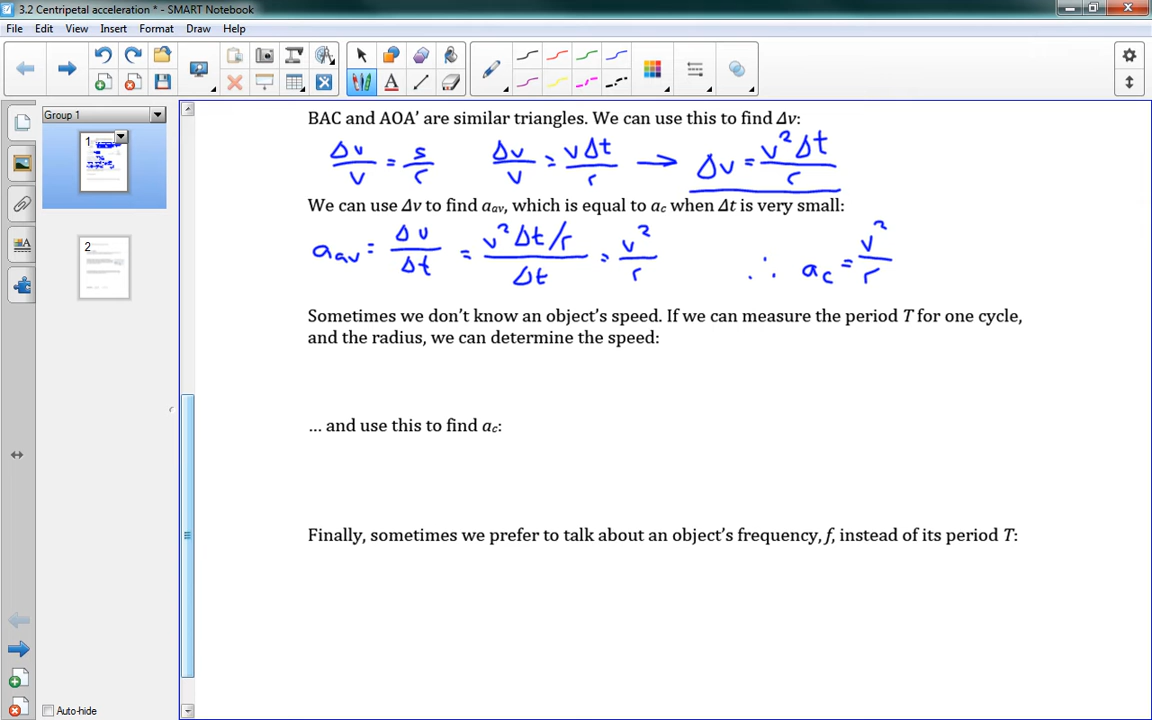 3.2 Centripetal acceleration * - SMART Notebook
File Edit View Insert Format Draw Help
Group 1
1
2
BAC and AOA’ are similar triangles. We can use this to find Δv:
Δv/v = s/r Δv/v = vΔt/r → Δv = v²Δt/r
We can use Δv to find aav, which is equal to ac when Δt is very small:
aav = Δv/Δt = v²Δt/r / Δt = v²/r ∴ ac = v²/r
Sometimes we don’t know an object’s speed. If we can measure the period T for one cycle,
and the radius, we can determine the speed:
... and use this to find ac:
Finally, sometimes we prefer to talk about an object’s frequency, f, instead of its period T:
Auto-hide